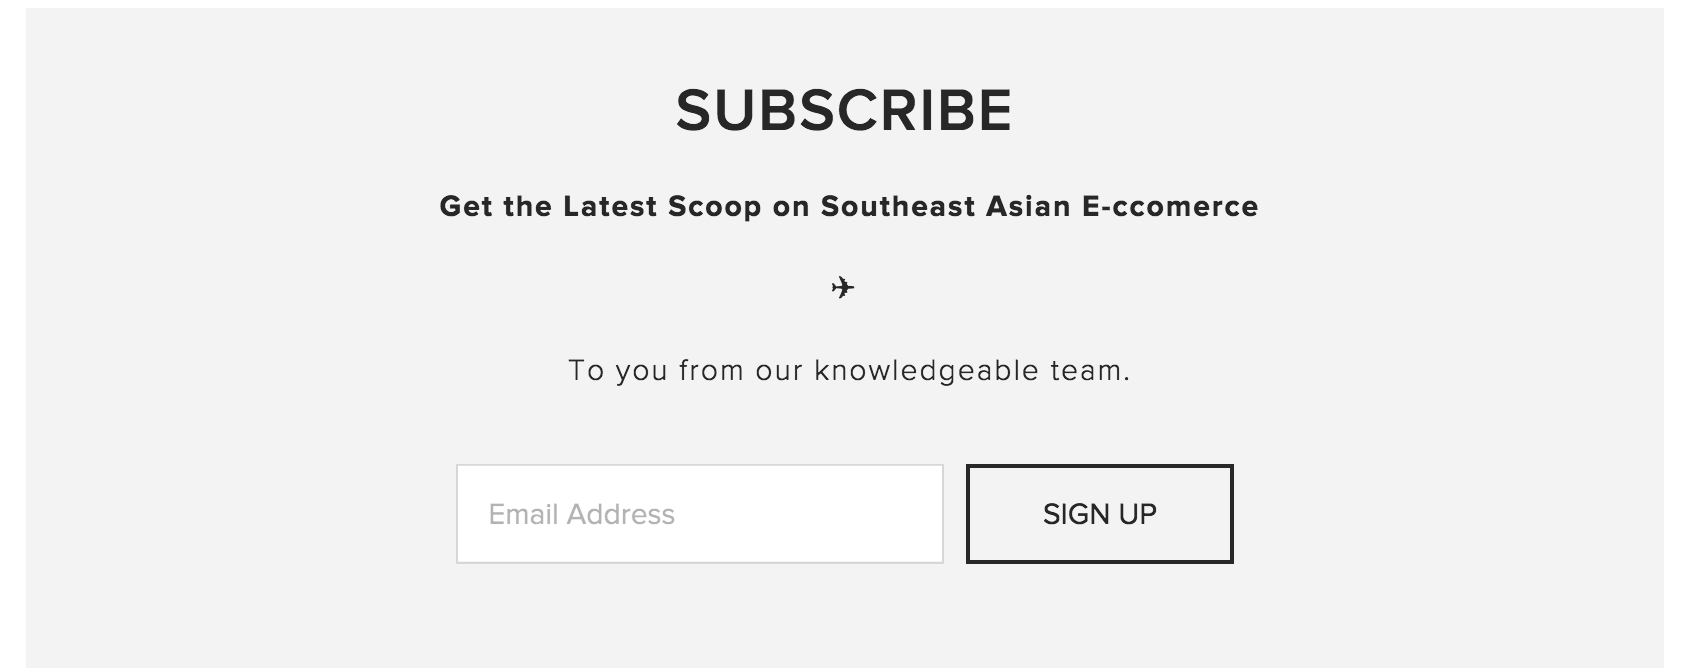 SUBSCRIBE
Get the Latest Scoop on Southeast Asian E-ccomerce
✈
To you from our knowledgeable team.
Email Address
SIGN UP